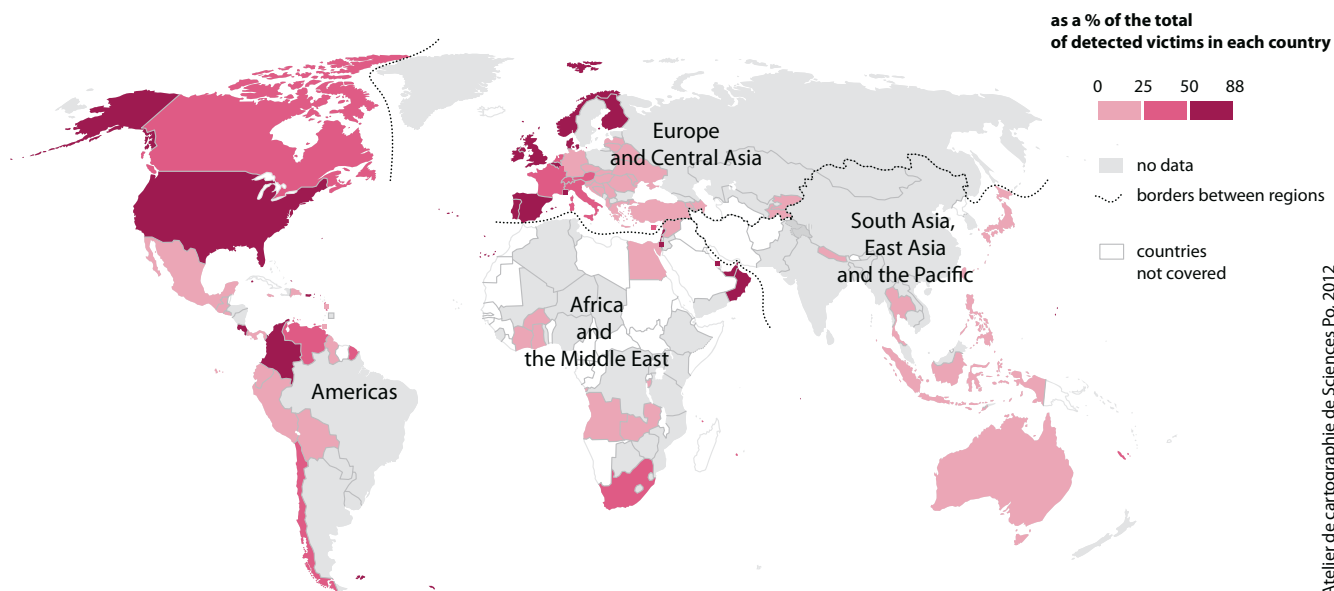 as a % of the total
of detected victims in each country
0 25 50 88
no data
borders between regions
countries
not covered
Europe
and Central Asia
South Asia,
East Asia
and the Pacific
Africa
and
the Middle East
Americas
Atelier de cartographie de Sciences Po, 2012